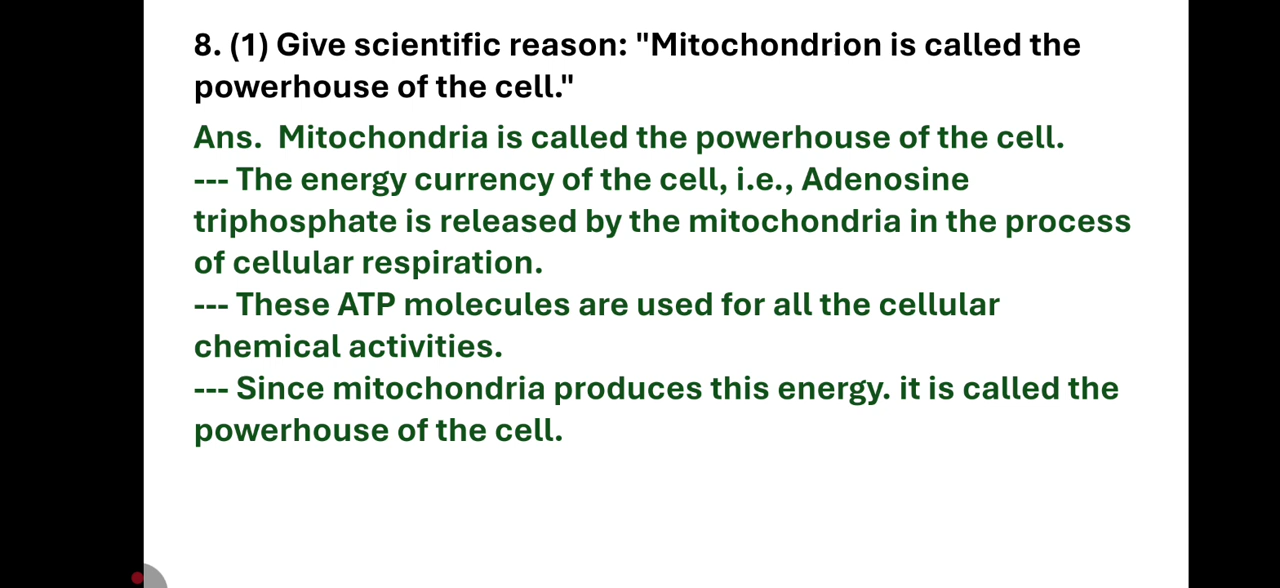 8. (1) Give scientific reason: "Mitochondrion is called the
powerhouse of the cell."
Ans.  Mitochondria is called the powerhouse of the cell.
--- The energy currency of the cell, i.e., Adenosine
triphosphate is released by the mitochondria in the process
of cellular respiration.
--- These ATP molecules are used for all the cellular
chemical activities.
--- Since mitochondria produces this energy. it is called the
powerhouse of the cell.